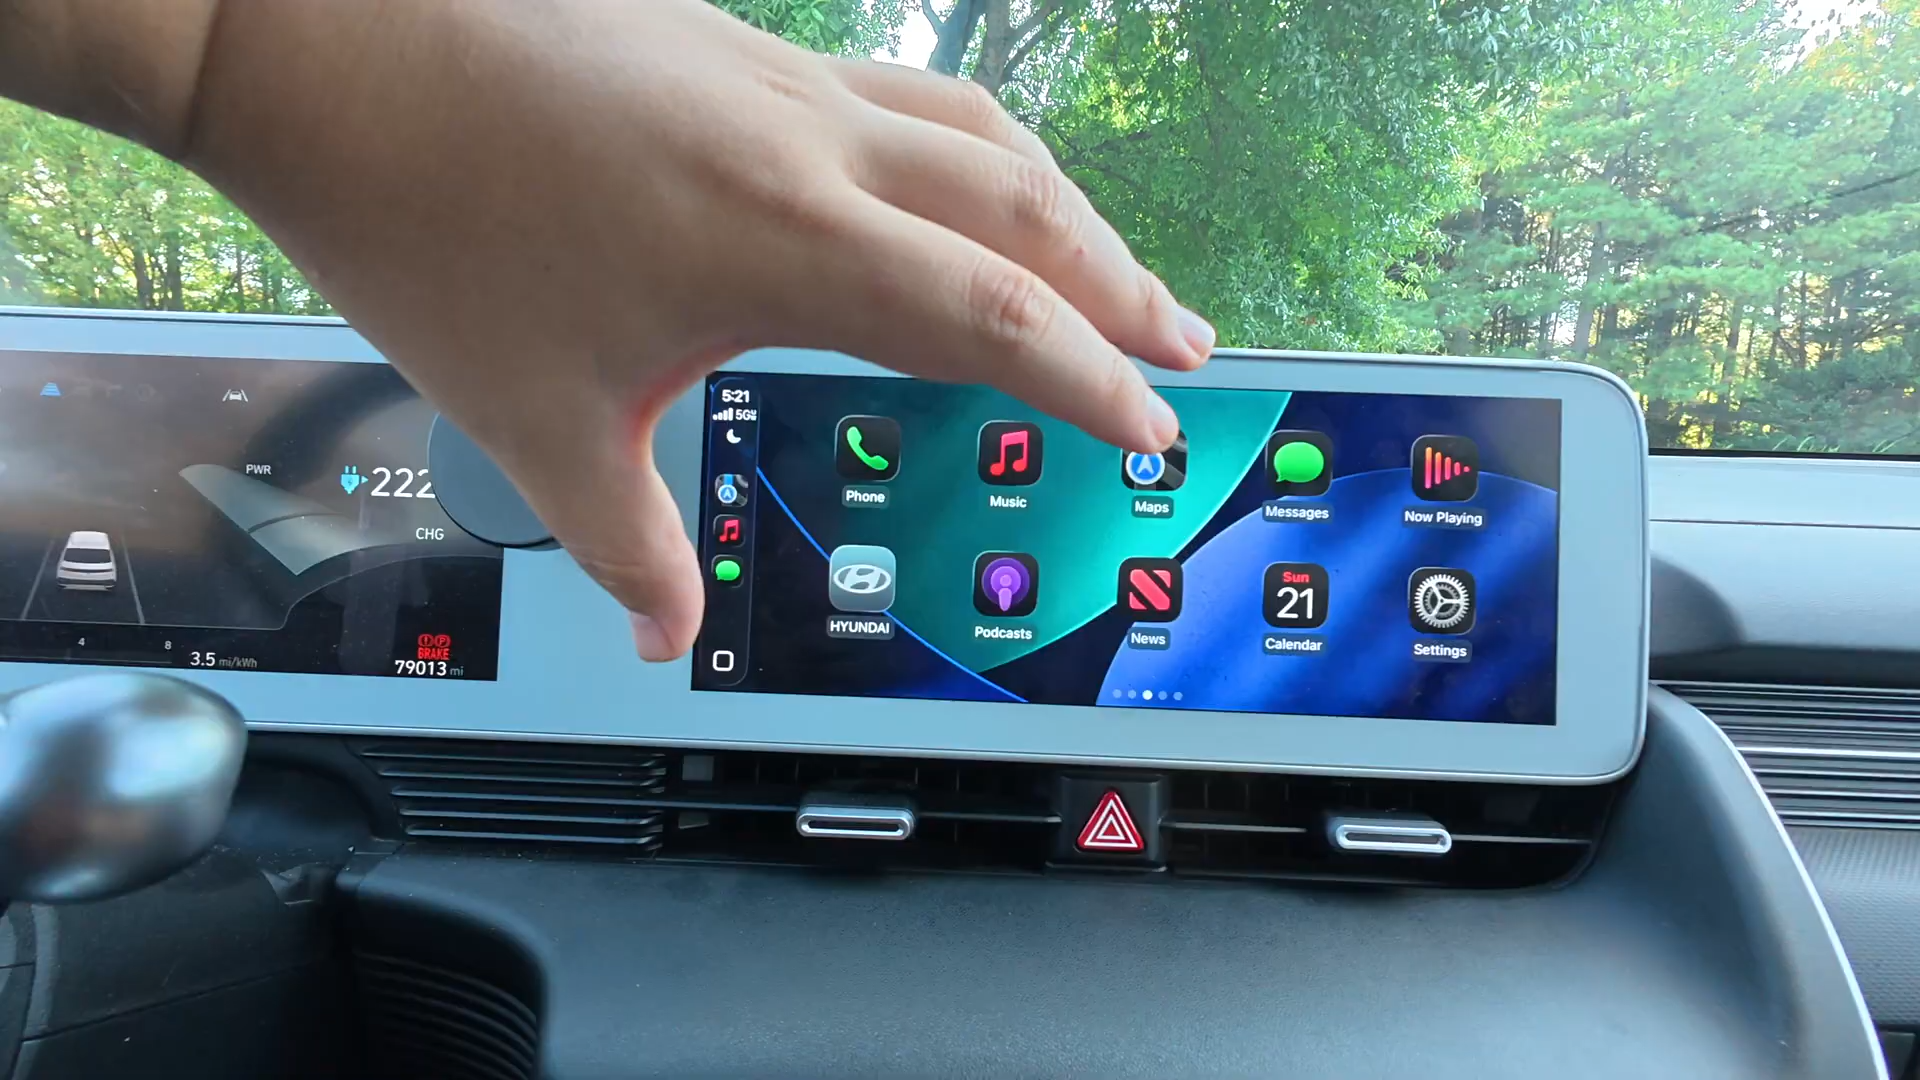 PWR
222
CHG
4
8
3.5 mi/kWh
BRAKE
79013 mi
5:21
5G
Phone
Music
Maps
Messages
Now Playing
HYUNDAI
Podcasts
News
Sun
21
Calendar
Settings